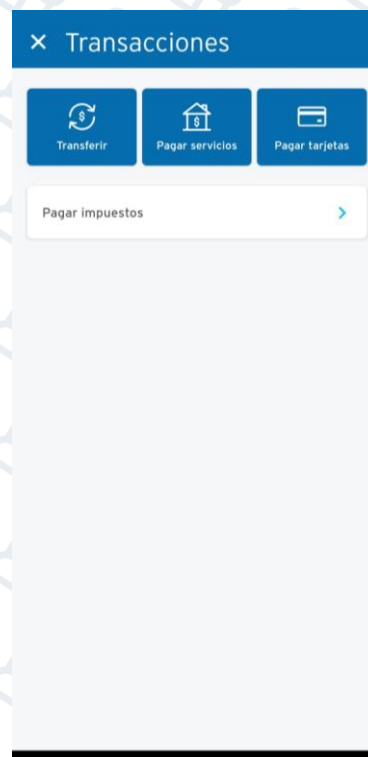 × Transacciones
Transferir
Pagar servicios
Pagar tarjetas
Pagar impuestos